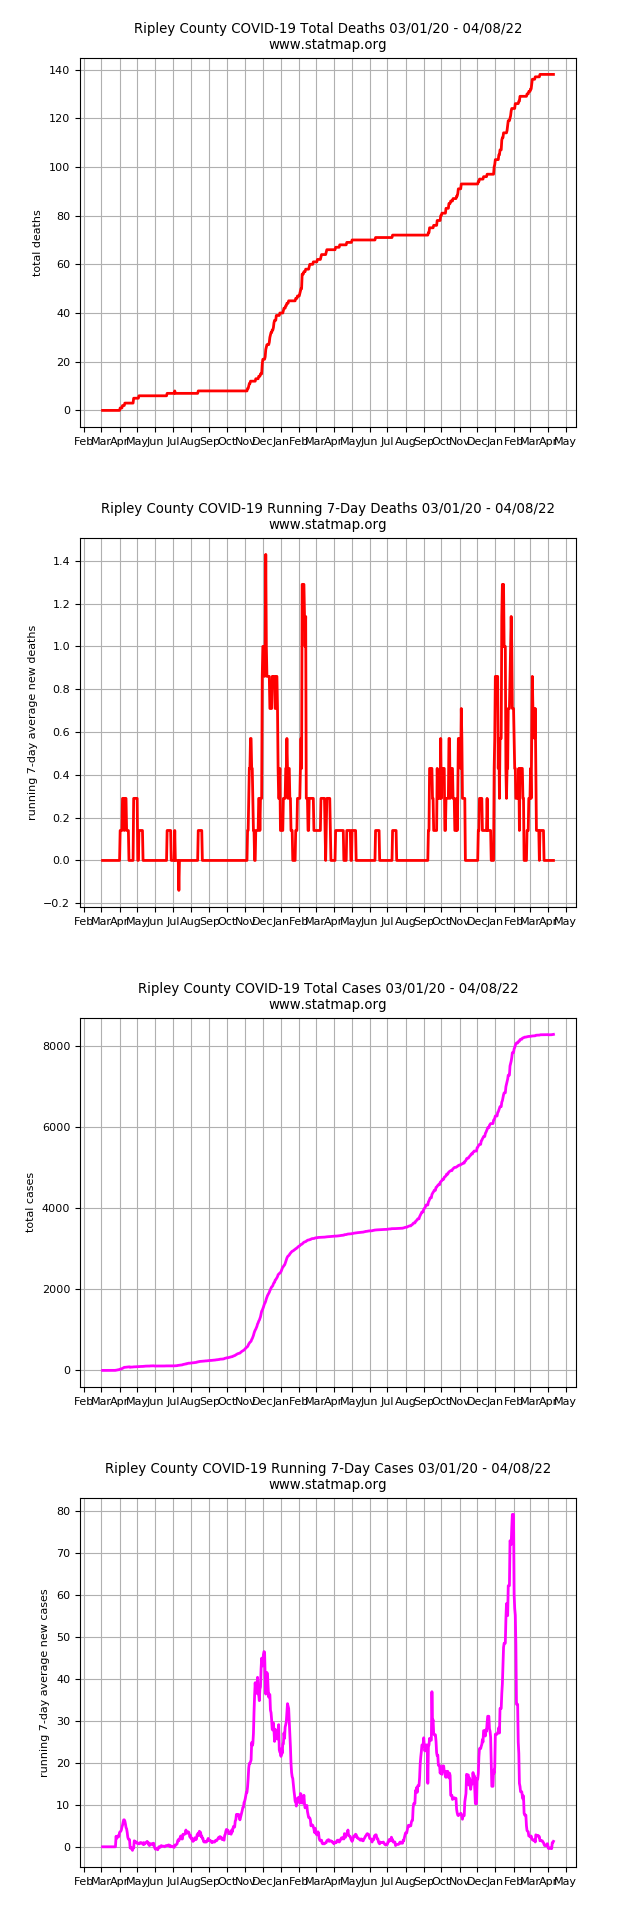 Ripley County COVID-19 Total Deaths 03/01/20 - 04/08/22
www.statmap.org
140
120
100
80
60
40
20
0
total deaths
Feb Mar Apr May Jun Jul Aug Sep Oct Nov Dec Jan Feb Mar Apr May Jun Jul Aug Sep Oct Nov Dec Jan Feb Mar Apr May
Ripley County COVID-19 Running 7-Day Deaths 03/01/20 - 04/08/22
www.statmap.org
1.4
1.2
1.0
0.8
0.6
0.4
0.2
0.0
−0.2
running 7-day average new deaths
Feb Mar Apr May Jun Jul Aug Sep Oct Nov Dec Jan Feb Mar Apr May Jun Jul Aug Sep Oct Nov Dec Jan Feb Mar Apr May
Ripley County COVID-19 Total Cases 03/01/20 - 04/08/22
www.statmap.org
8000
6000
4000
2000
0
total cases
Feb Mar Apr May Jun Jul Aug Sep Oct Nov Dec Jan Feb Mar Apr May Jun Jul Aug Sep Oct Nov Dec Jan Feb Mar Apr May
Ripley County COVID-19 Running 7-Day Cases 03/01/20 - 04/08/22
www.statmap.org
80
70
60
50
40
30
20
10
0
running 7-day average new cases
Feb Mar Apr May Jun Jul Aug Sep Oct Nov Dec Jan Feb Mar Apr May Jun Jul Aug Sep Oct Nov Dec Jan Feb Mar Apr May